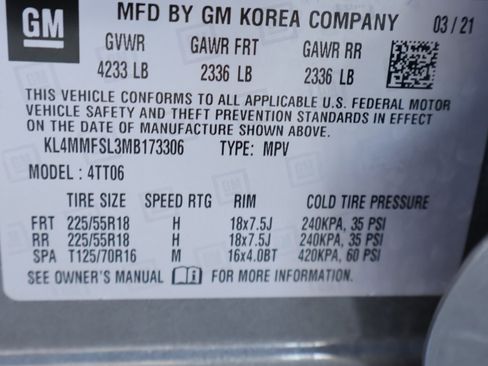 GM
MFD BY GM KOREA COMPANY 03/21
GVWR GAWR FRT GAWR RR
4233 LB 2336 LB 2336 LB
THIS VEHICLE CONFORMS TO ALL APPLICABLE U.S. FEDERAL MOTOR
VEHICLE SAFETY AND THEFT PREVENTION STANDARDS IN EFFECT
ON THE DATE OF MANUFACTURE SHOWN ABOVE.
KL4MMFSL3MB173306 TYPE: MPV
MODEL: 4TT06
TIRE SIZE SPEED RTG RIM COLD TIRE PRESSURE
FRT 225/55R18 H 18x7.5J 240KPA, 35 PSI
RR 225/55R18 H 18x7.5J 240KPA, 35 PSI
SPA T125/70R16 M 16x4.0BT 420KPA, 60 PSI
SEE OWNER'S MANUAL FOR MORE INFORMATION.